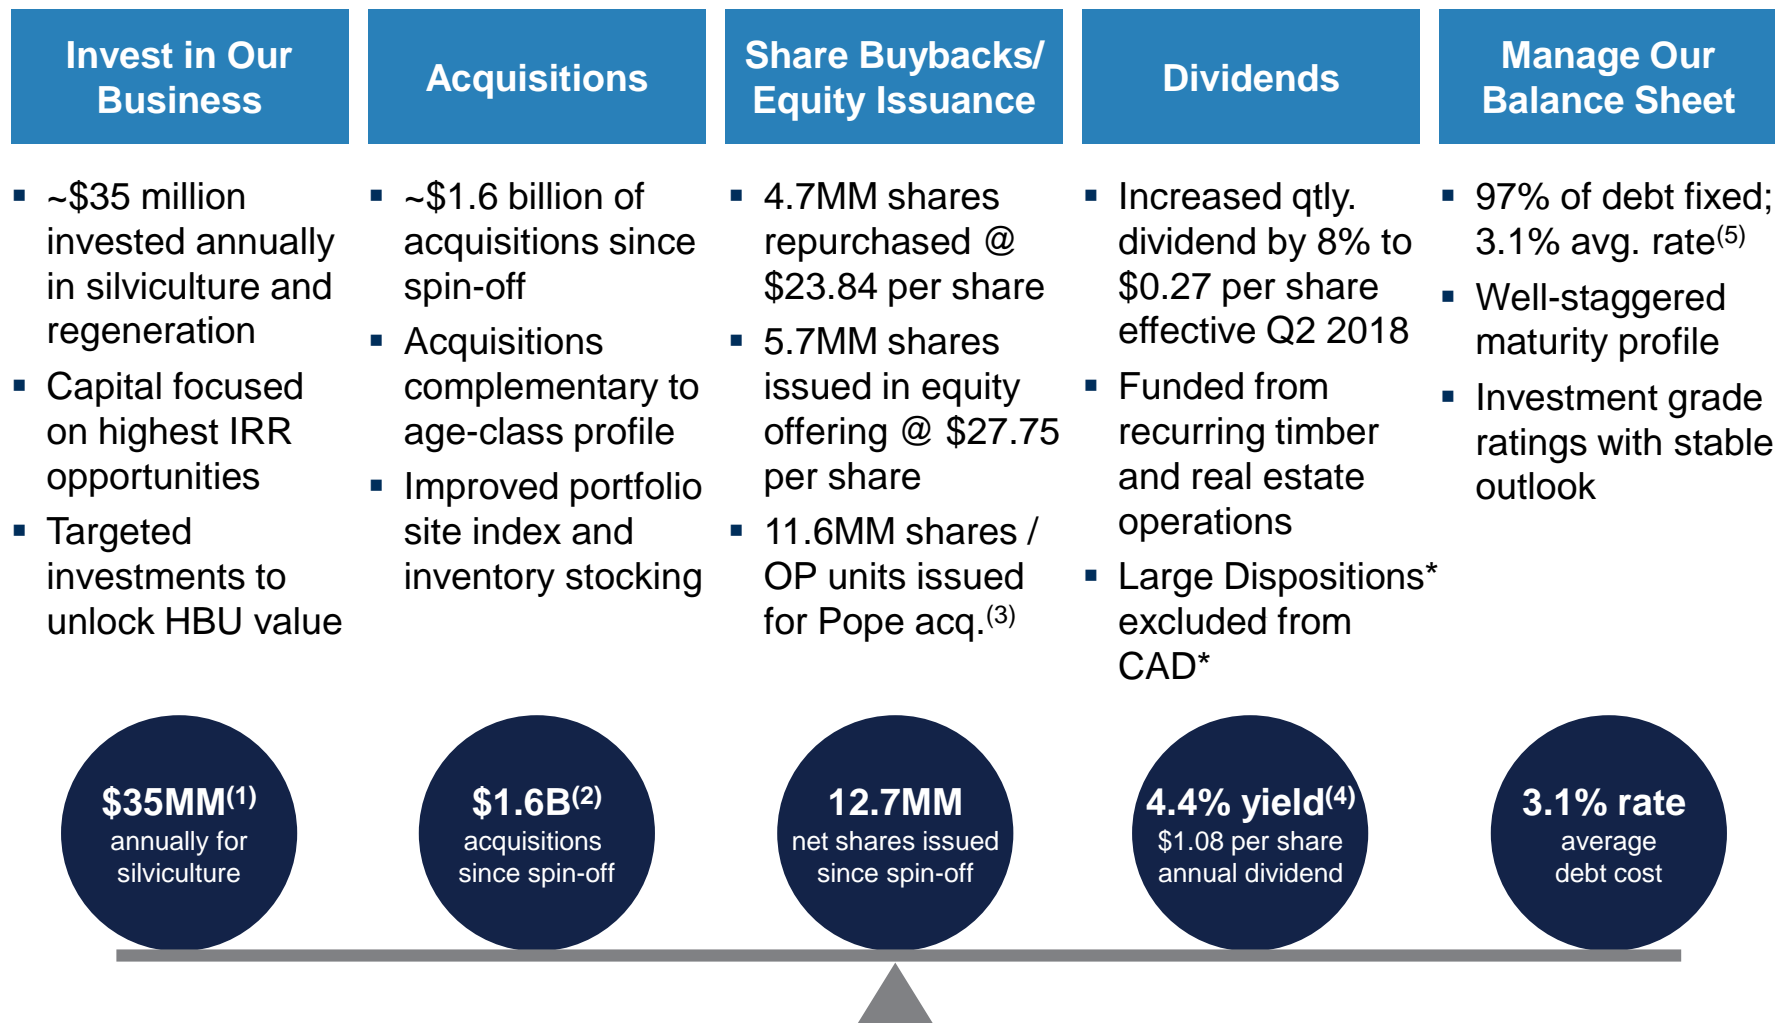 Invest in Our
Business
▪ ~$35 million
invested annually
in silviculture and
regeneration
▪ Capital focused
on highest IRR
opportunities
▪ Targeted
investments to
unlock HBU value
$35MM(1)
annually for
silviculture
Acquisitions
▪ ~$1.6 billion of
acquisitions since
spin-off
▪ Acquisitions
complementary to
age-class profile
▪ Improved portfolio
site index and
inventory stocking
$1.6B(2)
acquisitions
since spin-off
Share Buybacks/
Equity Issuance
▪ 4.7MM shares
repurchased @
$23.84 per share
▪ 5.7MM shares
issued in equity
offering @ $27.75
per share
▪ 11.6MM shares /
OP units issued
for Pope acq.(3)
12.7MM
net shares issued
since spin-off
Dividends
▪ Increased qtly.
dividend by 8% to
$0.27 per share
effective Q2 2018
▪ Funded from
recurring timber
and real estate
operations
▪ Large Dispositions*
excluded from
CAD*
4.4% yield(4)
$1.08 per share
annual dividend
Manage Our
Balance Sheet
▪ 97% of debt fixed;
3.1% avg. rate(5)
▪ Well-staggered
maturity profile
▪ Investment grade
ratings with stable
outlook
3.1% rate
average
debt cost